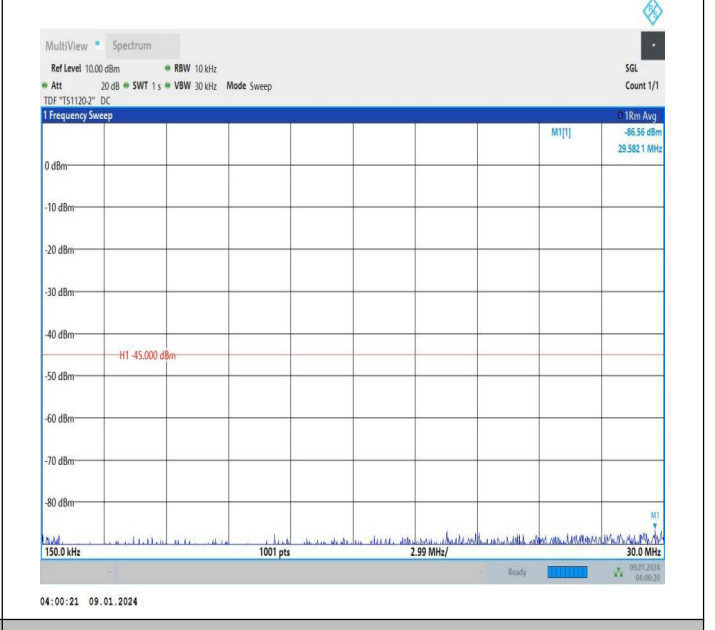 MultiView Spectrum
Ref Level 10.00 dBm RBW 10 kHz SGL
Att 20 dB SWT 1 s VBW 30 kHz Mode Sweep Count 1/1
TDF "TS1120-2" DC
1 Frequency Sweep 1Rm Avg
M1[1] -86.56 dBm
29.582 1 MHz
0 dBm
-10 dBm
-20 dBm
-30 dBm
-40 dBm
H1 -45.000 dBm
-50 dBm
-60 dBm
-70 dBm
-80 dBm
M1
150.0 kHz 1001 pts 2.99 MHz/ 30.0 MHz
Ready 09.01.2024
04:00:20
04:00:21 09.01.2024